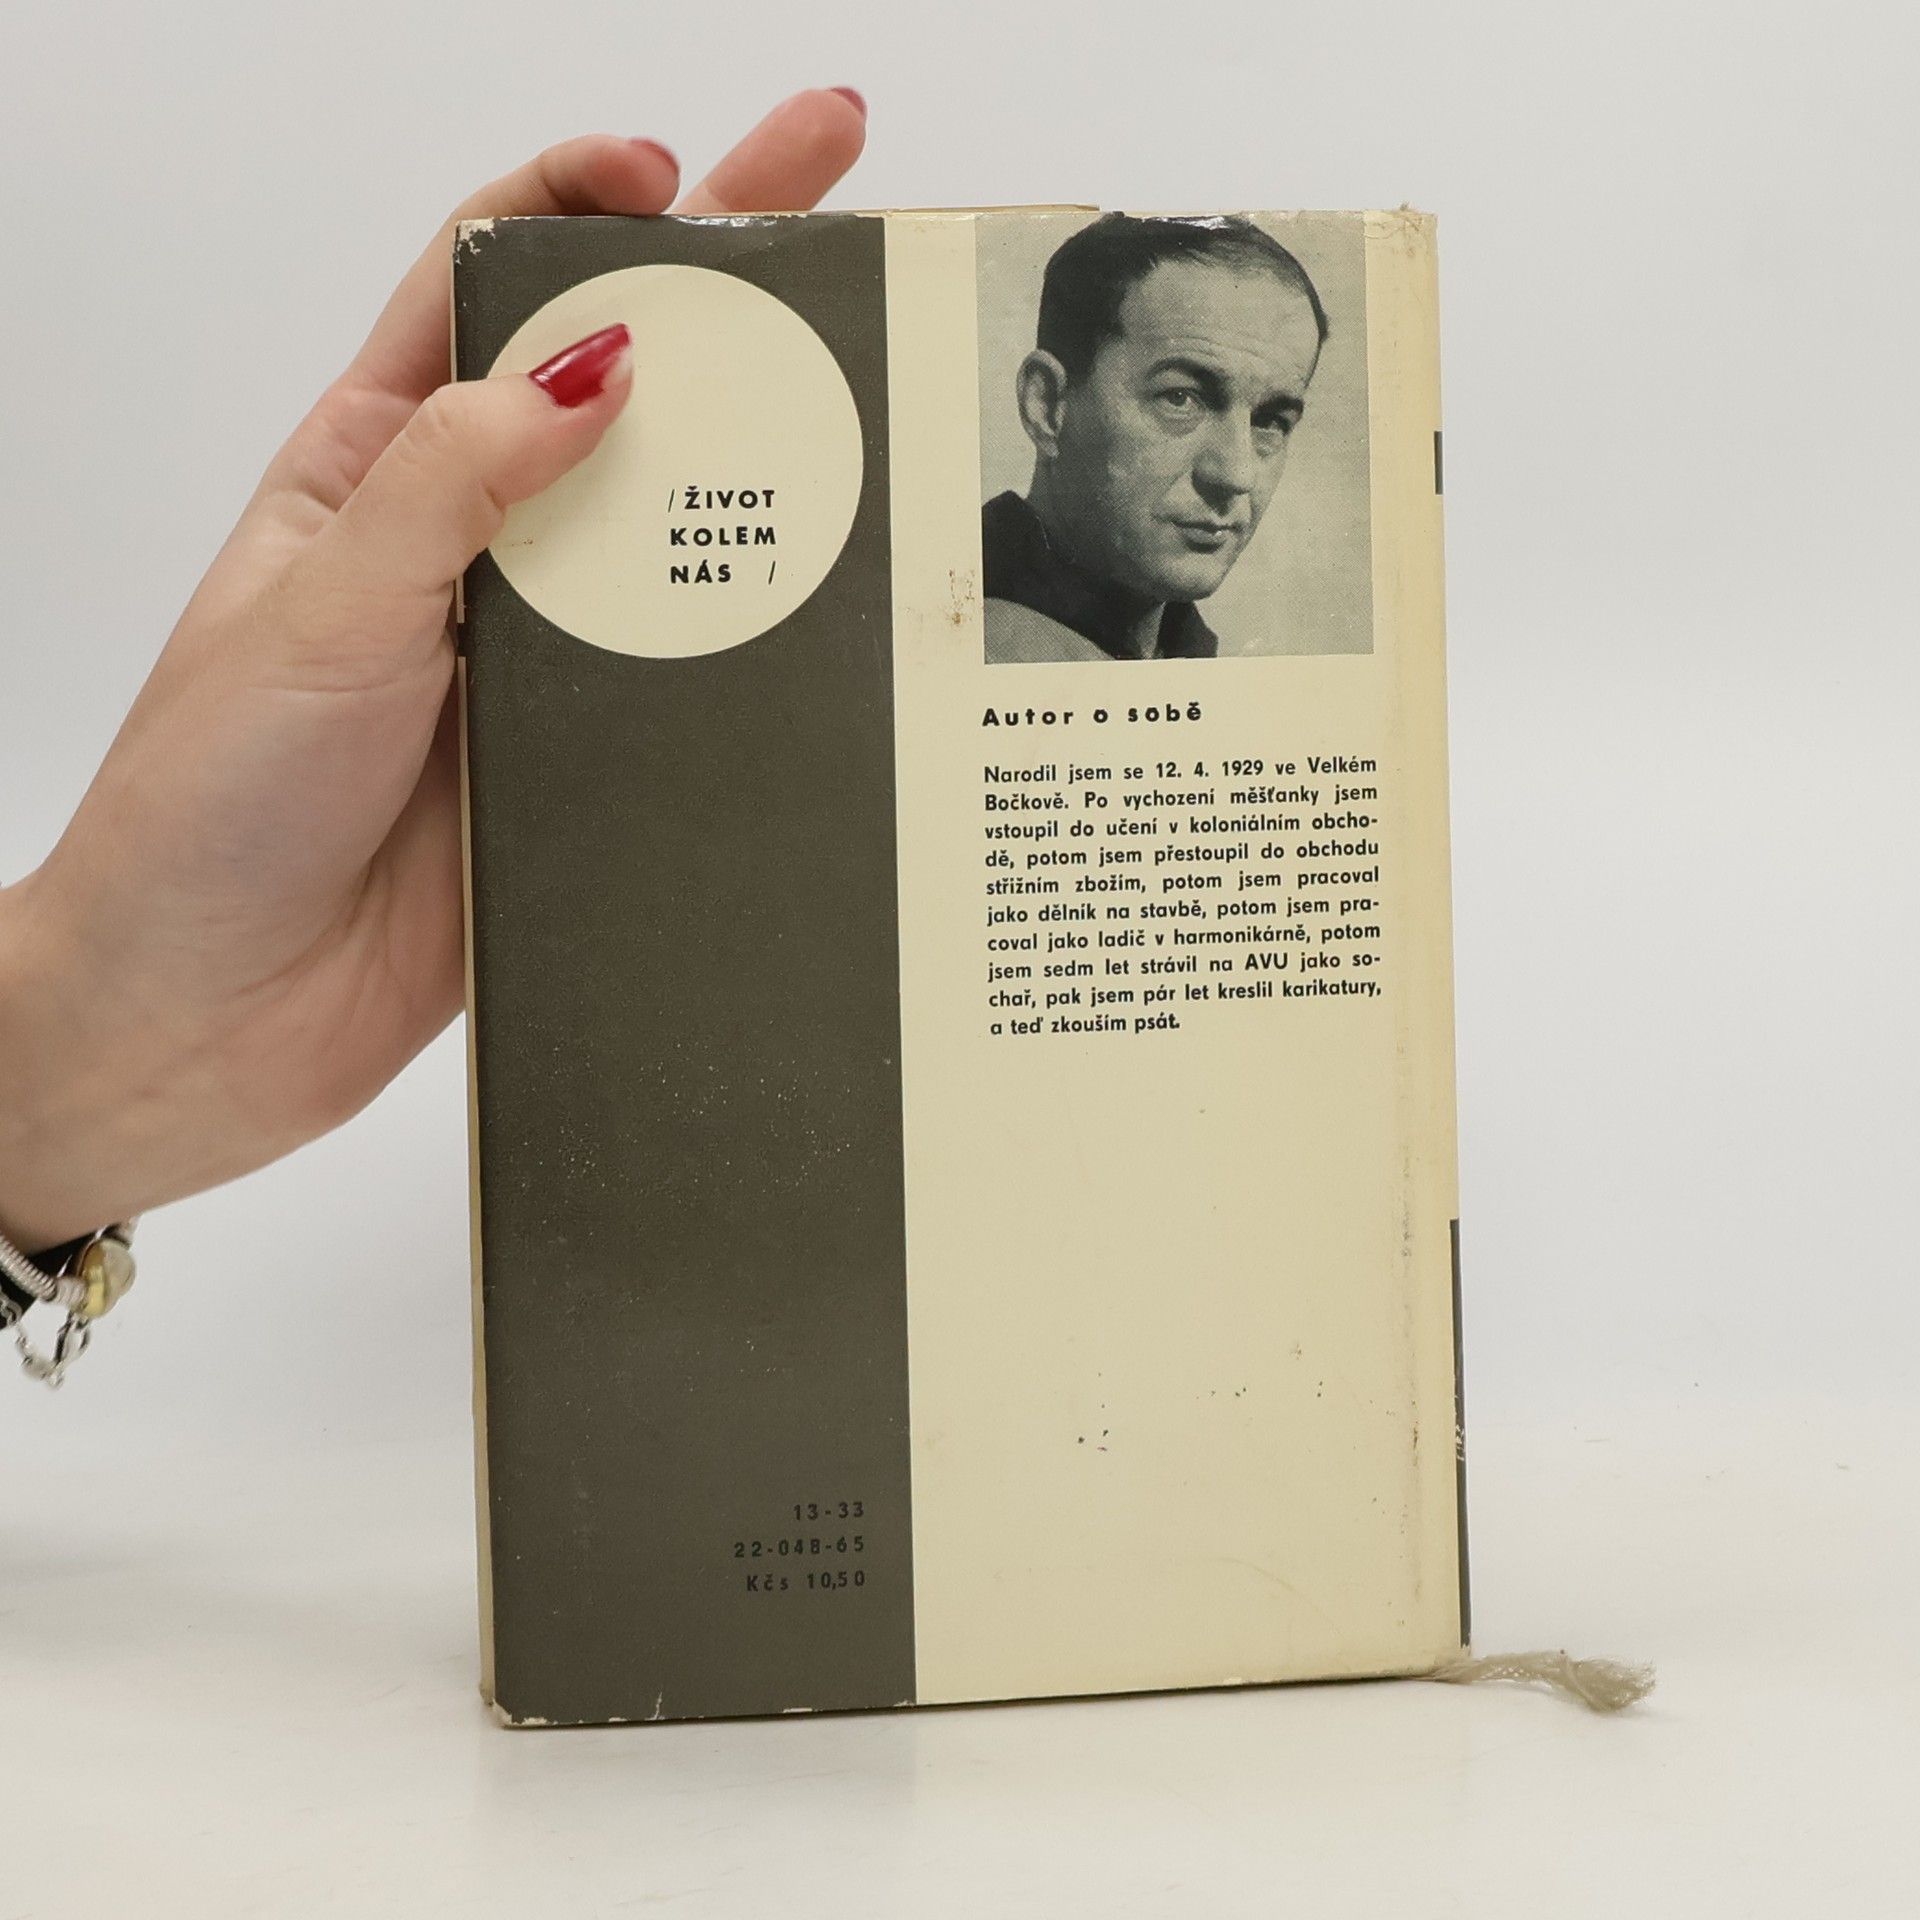 /ŽIVOT
KOLEM
NÁS /
Autor o sobě
Narodil jsem se 12. 4. 1929 ve Velkém
Bočkově. Po vychození měšťanky jsem
vstoupil do učení v koloniálním obcho-
dě, potom jsem přestoupil do obchodu
střižním zbožím, potom jsem pracoval
jako dělník na stavbě, potom jsem pra-
coval jako ladič v harmonikárně, potom
jsem sedm let strávil na AVU jako so-
chař, pak jsem pár let kreslil karikatury,
a teď zkouším psát.
13-33
22-048-65
Kčs 10,50